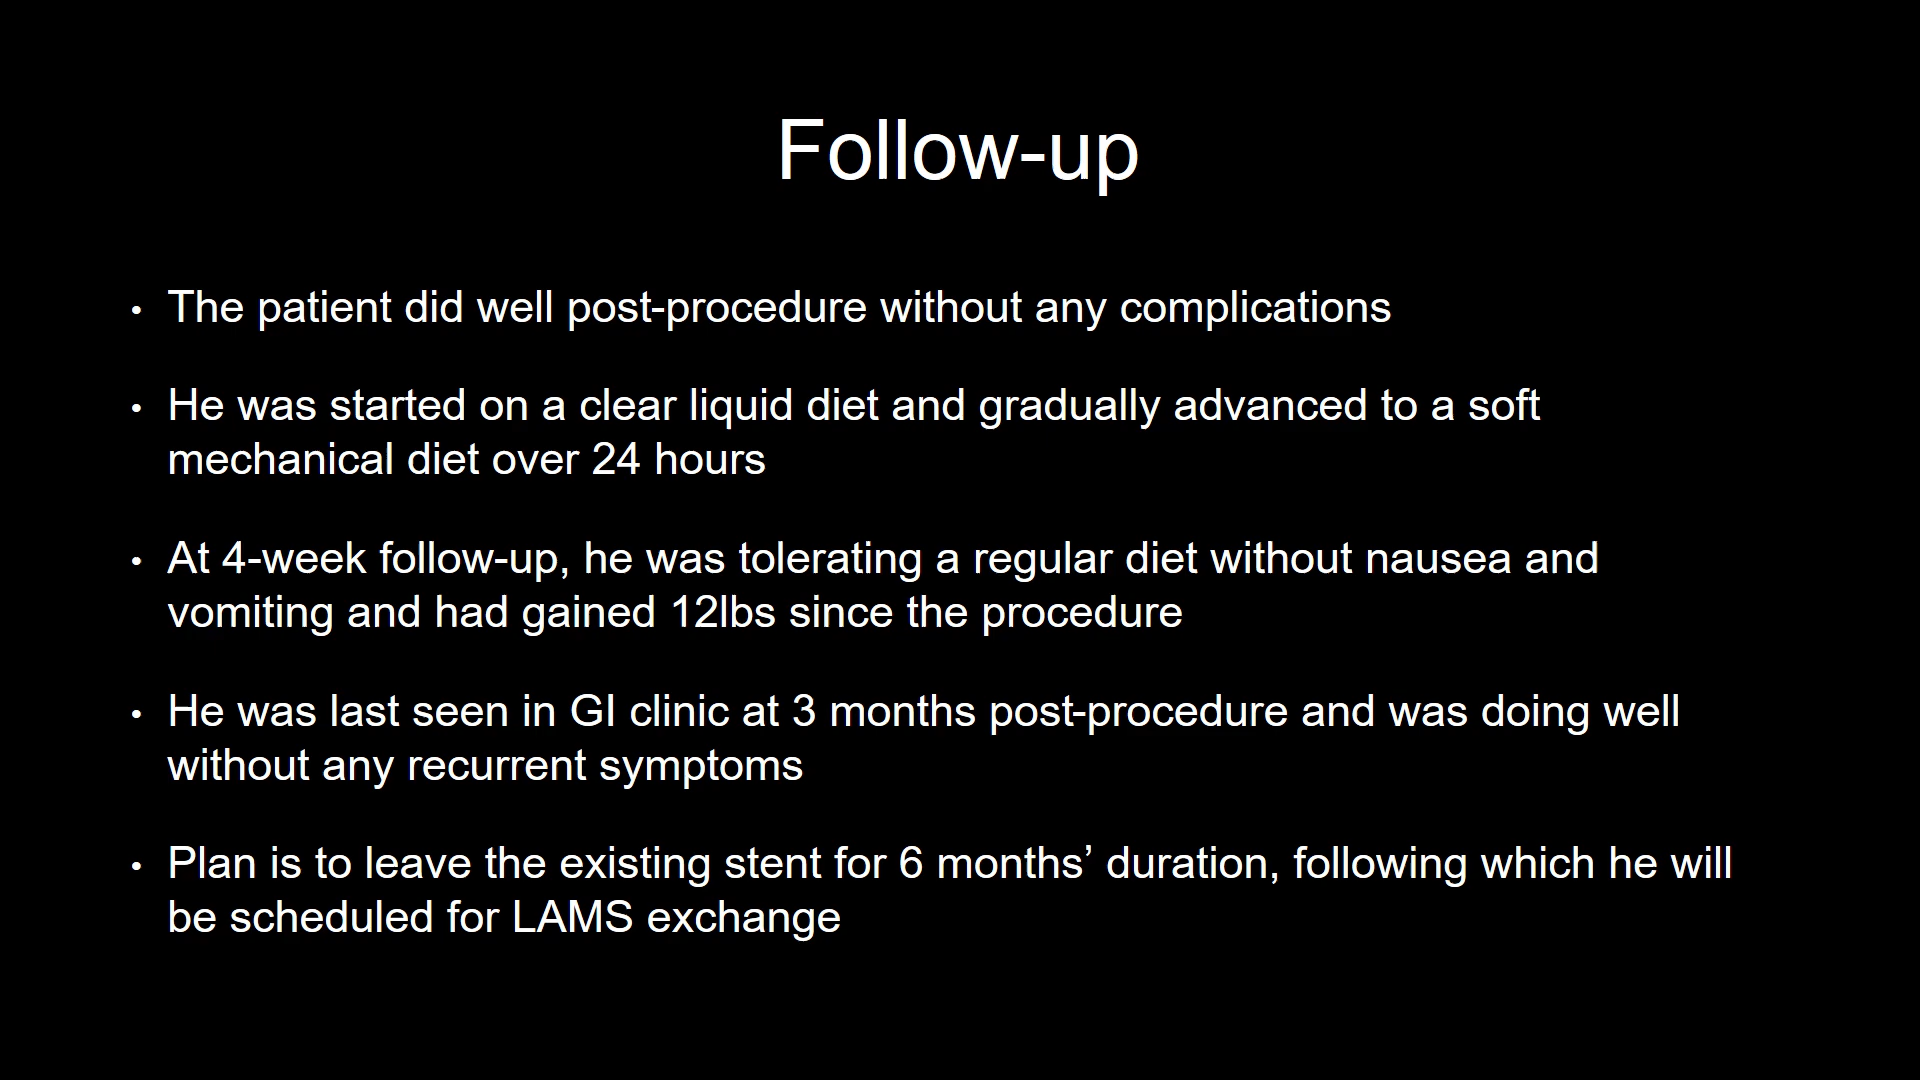 Follow-up
• The patient did well post-procedure without any complications
• He was started on a clear liquid diet and gradually advanced to a soft
mechanical diet over 24 hours
• At 4-week follow-up, he was tolerating a regular diet without nausea and
vomiting and had gained 12lbs since the procedure
• He was last seen in GI clinic at 3 months post-procedure and was doing well
without any recurrent symptoms
• Plan is to leave the existing stent for 6 months’ duration, following which he will
be scheduled for LAMS exchange